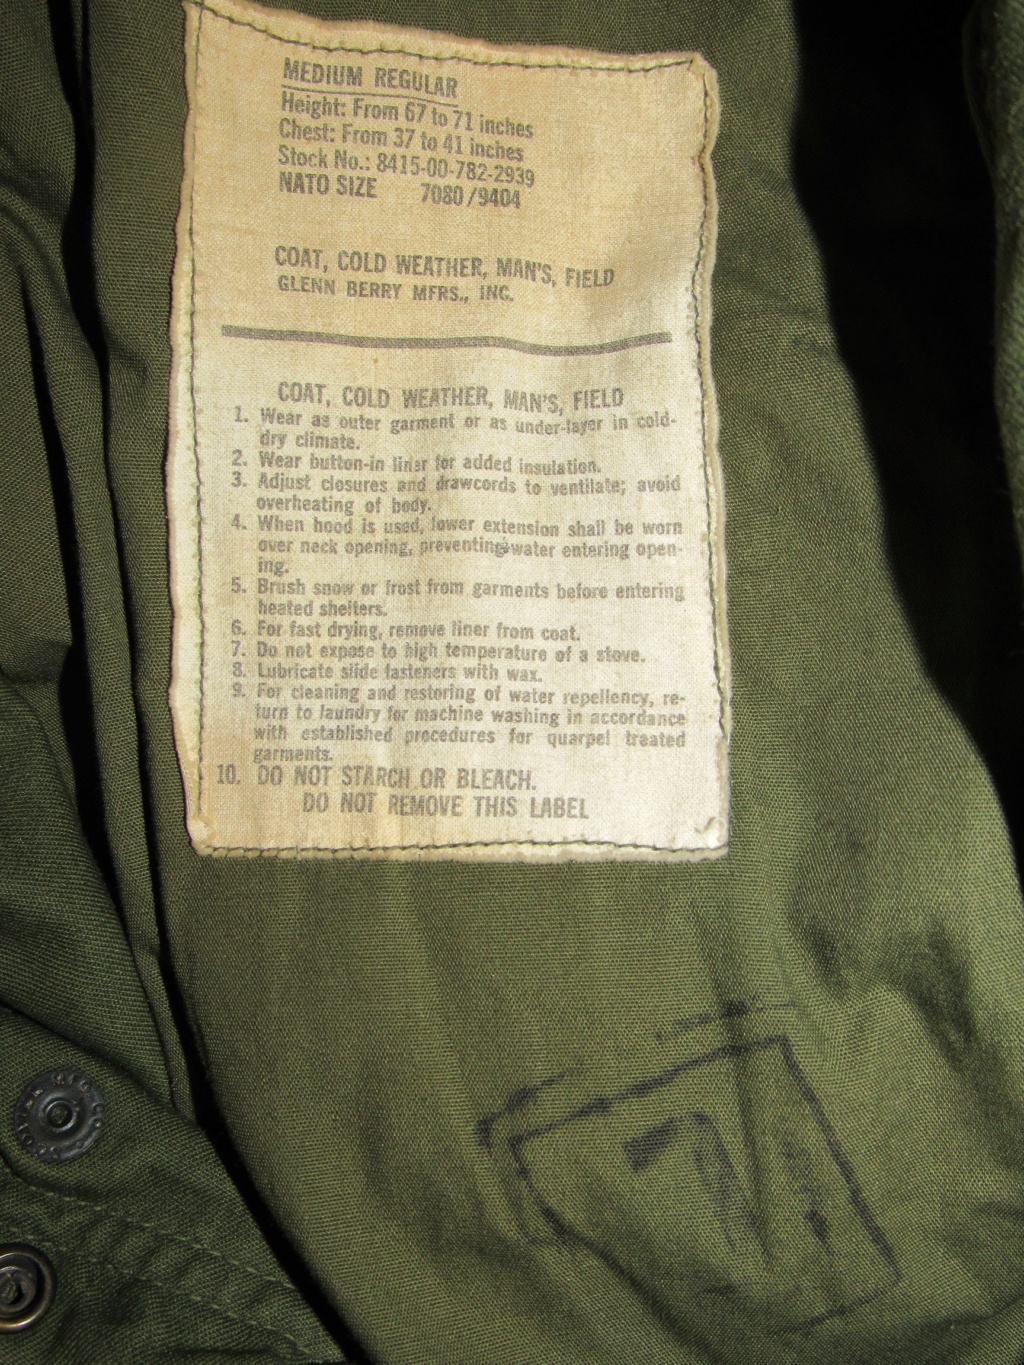 MEDIUM REGULAR
Height: From 67 to 71 inches
Chest: From 37 to 41 inches
Stock No.: 8415-00-782-2939
NATO SIZE 7080/9404
COAT, COLD WEATHER, MAN'S, FIELD
GLENN BERRY MFRS., INC.
COAT, COLD WEATHER, MAN'S, FIELD
1. Wear as outer garment or as under-layer in cold-
dry climate.
2. Wear button-in liner for added insulation.
3. Adjust closures and drawcords to ventilate; avoid
overheating of body.
4. When hood is used, lower extension shall be worn
over neck opening, preventing water entering open-
ing.
5. Brush snow or frost from garments before entering
heated shelters.
6. For fast drying, remove liner from coat.
7. Do not expose to high temperature of a stove.
8. Lubricate slide fasteners with wax.
9. For cleaning and restoring of water repellency, re-
turn to laundry for machine washing in accordance
with established procedures for quarpel treated
garments.
10. DO NOT STARCH OR BLEACH.
DO NOT REMOVE THIS LABEL